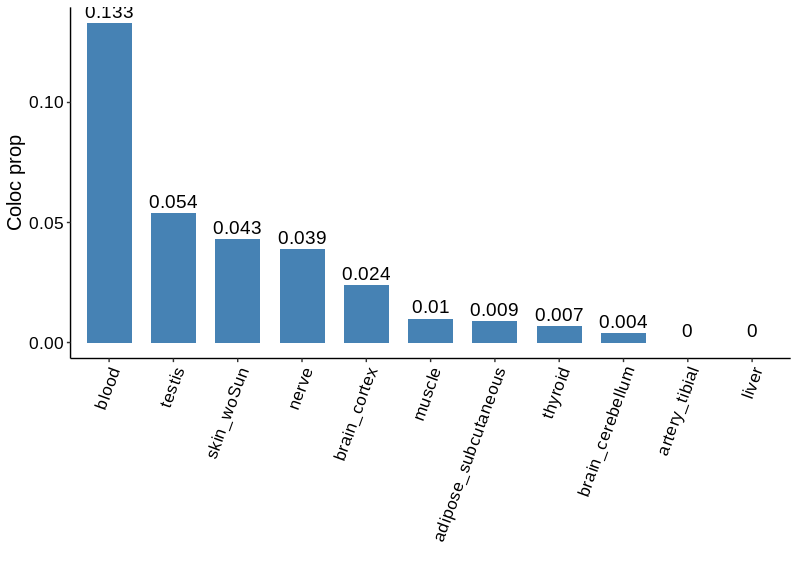 0.133
0.10
0.05
0.00
Coloc prop
0.054
0.043
0.039
0.024
0.01
0.009
0.007
0.004
0
0
blood
testis
skin_woSun
nerve
brain_cortex
muscle
adipose_subcutaneous
thyroid
brain_cerebellum
artery_tibial
liver